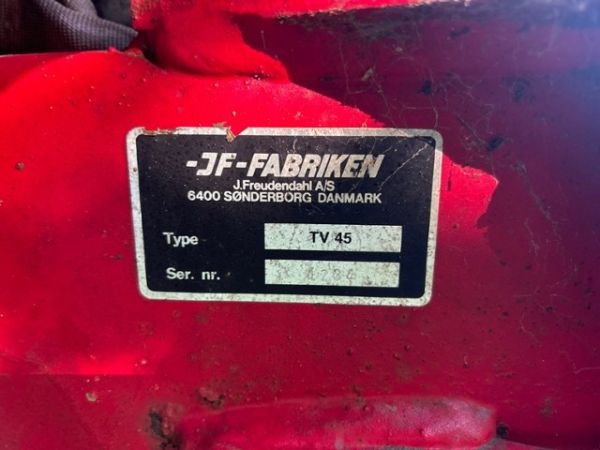 -JF-FABRIKEN
J.Freudendahl A/S
6400 SØNDERBORG DANMARK
Type TV 45
Ser. nr.